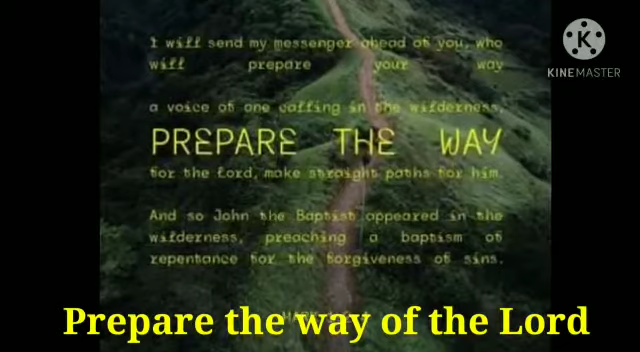 I will send my messenger ahead of you, who
will prepare your way
a voice of one calling in the wilderness,
PREPARE THE WAY
for the Lord, make straight paths for him.
And so John the Baptist appeared in the
wilderness, preaching a baptism of
repentance for the forgiveness of sins.
Prepare the way of the Lord
KINEMASTER